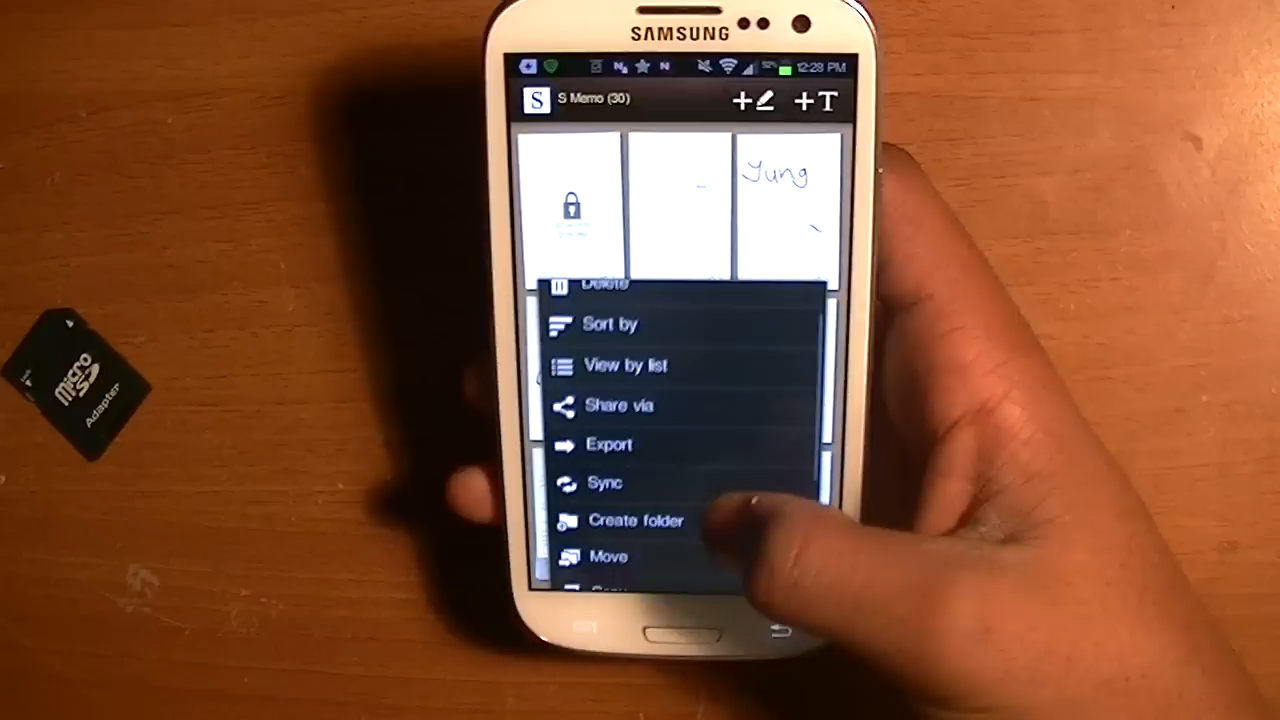 SAMSUNG
12:28 PM
S
S Memo (30)
+T
Yung
Delete
Sort by
View by list
Share via
Export
Sync
Create folder
Move
micro
SD
Adapter